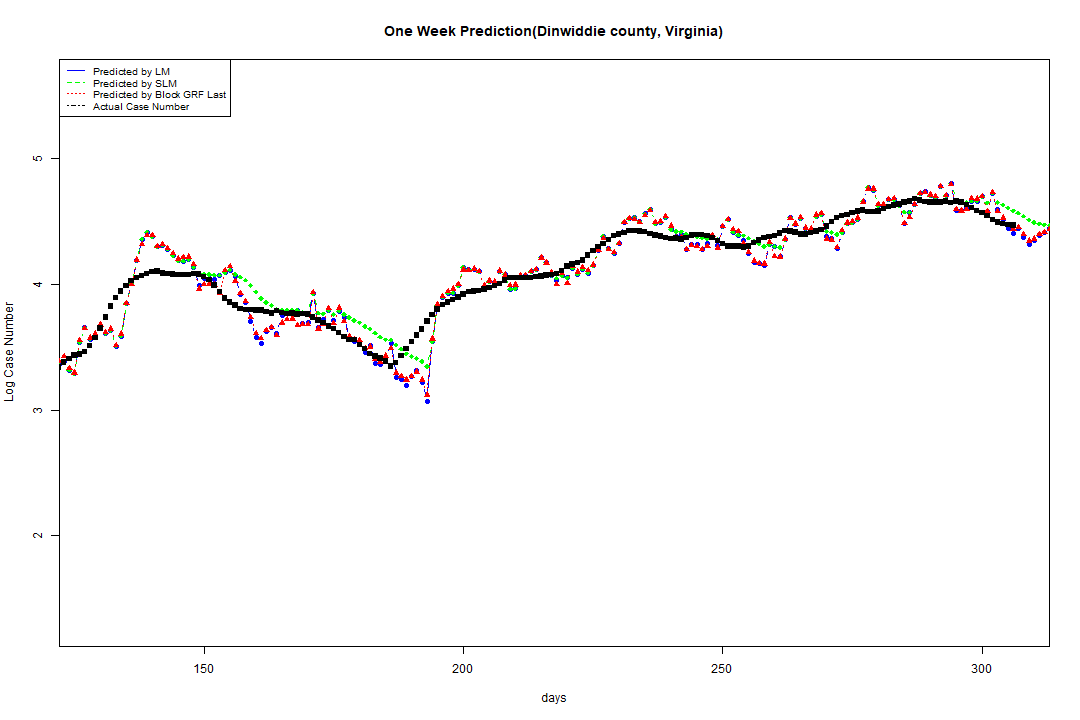 One Week Prediction(Dinwiddie county, Virginia)
Predicted by LM
Predicted by SLM
Predicted by Block GRF Last
Actual Case Number
5
4
3
2
Log Case Number
150
200
250
300
days